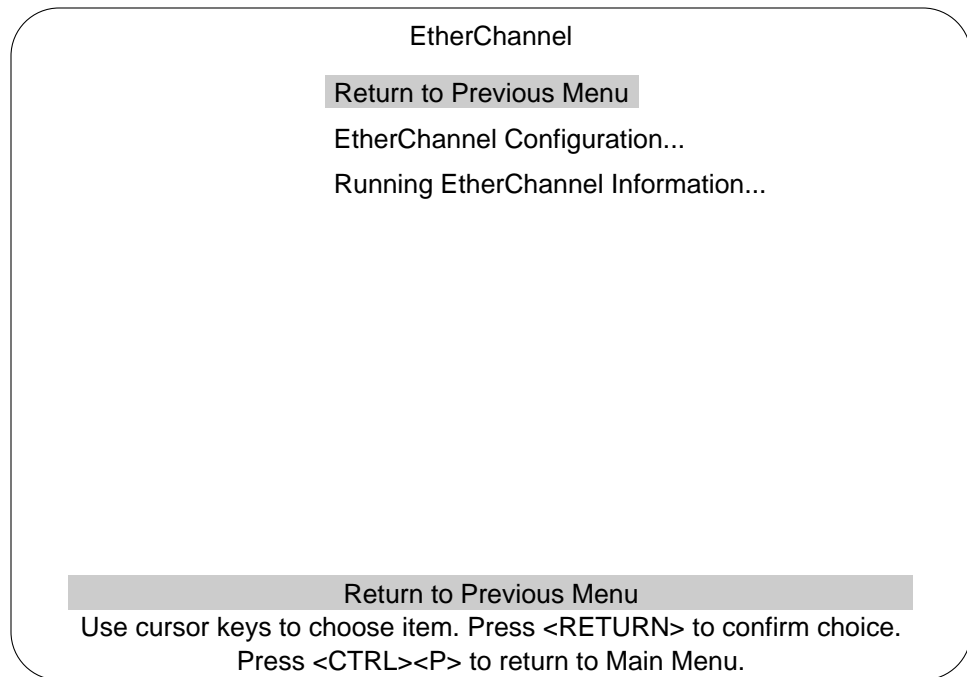 EtherChannel
Return to Previous Menu
EtherChannel Configuration...
Running EtherChannel Information...
Return to Previous Menu
Use cursor keys to choose item. Press <RETURN> to confirm choice.
Press <CTRL><P> to return to Main Menu.